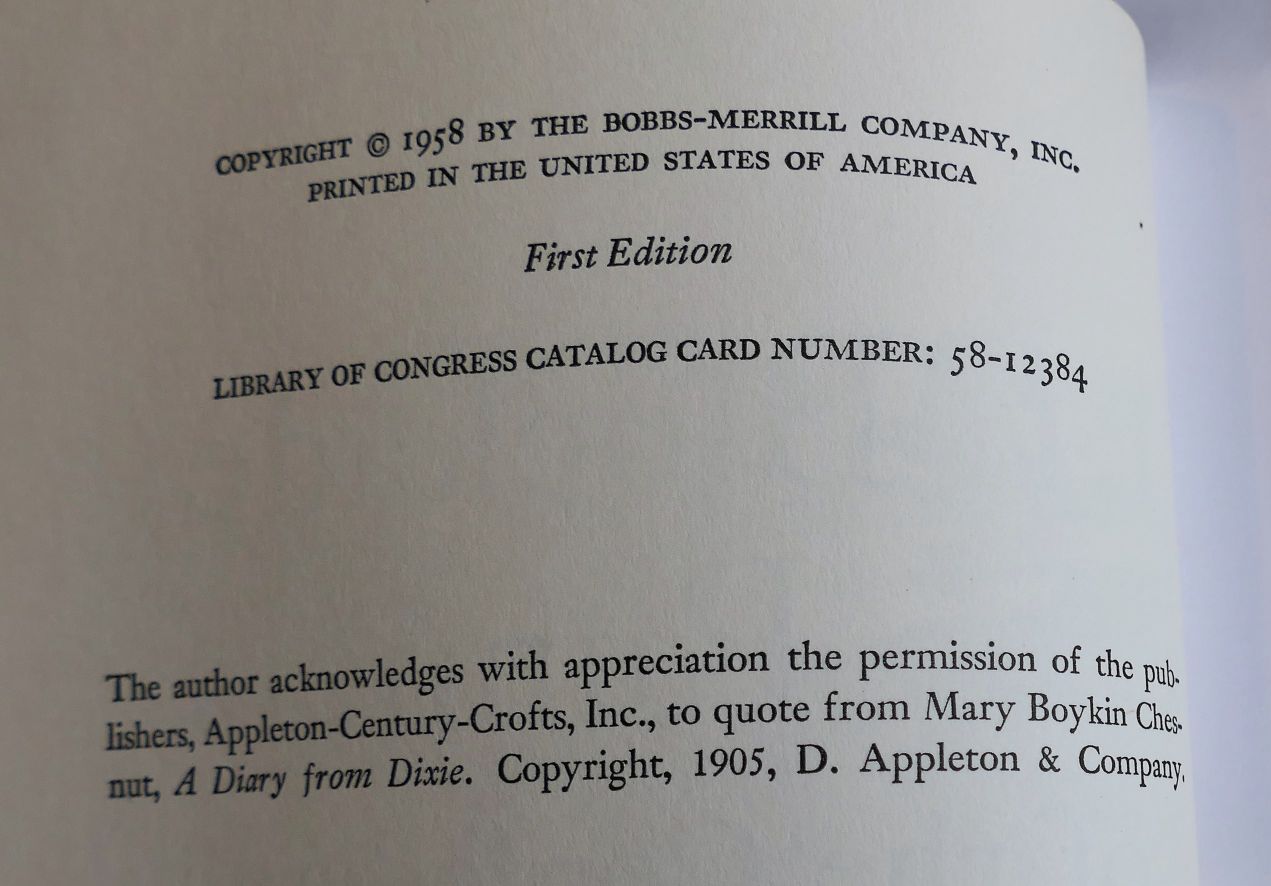 COPYRIGHT © 1958 BY THE BOBBS-MERRILL COMPANY, INC.
PRINTED IN THE UNITED STATES OF AMERICA
First Edition
LIBRARY OF CONGRESS CATALOG CARD NUMBER: 58-12384
The author acknowledges with appreciation the permission of the pub-
lishers, Appleton-Century-Crofts, Inc., to quote from Mary Boykin Ches-
nut, A Diary from Dixie. Copyright, 1905, D. Appleton & Company.